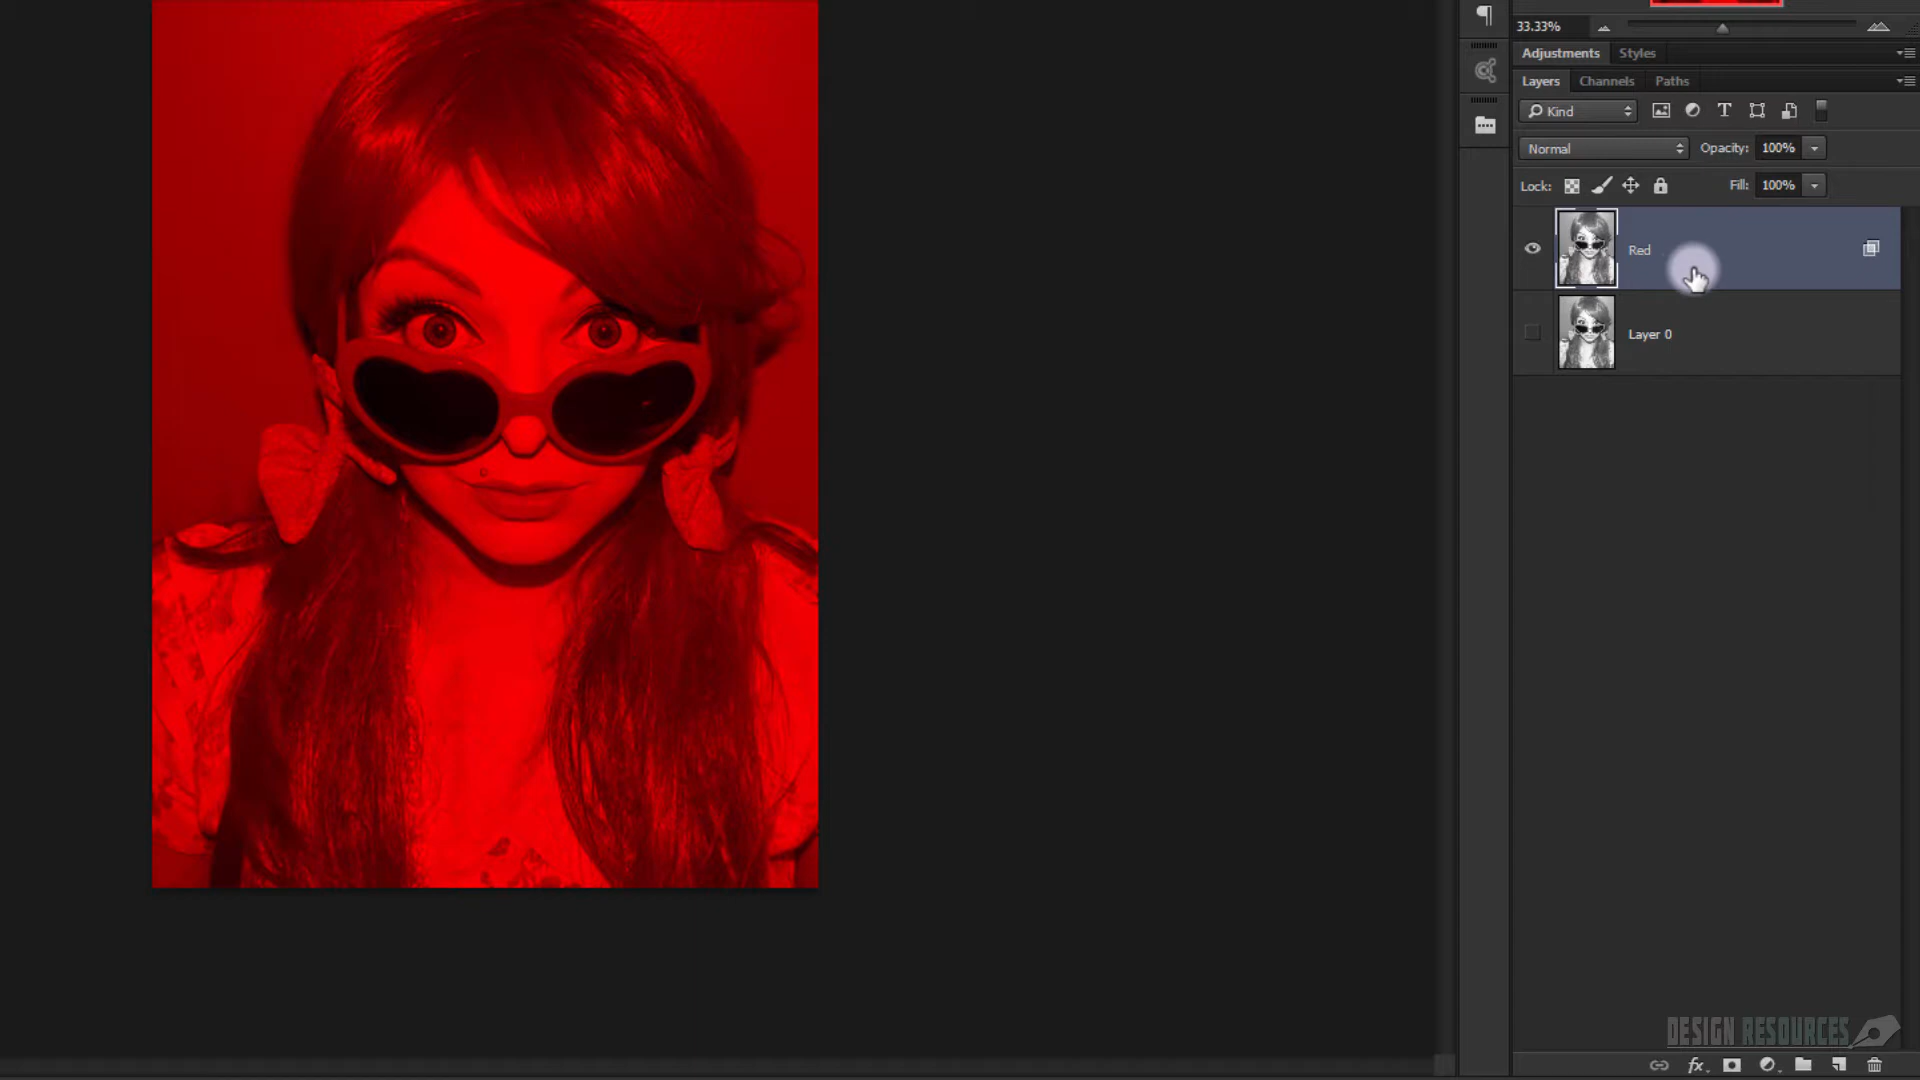 33.33%
Adjustments Styles
Layers Channels Paths
Kind T
Normal Opacity: 100%
Lock: Fill: 100%
Red
Layer 0
DESIGN RESOURCES
fx